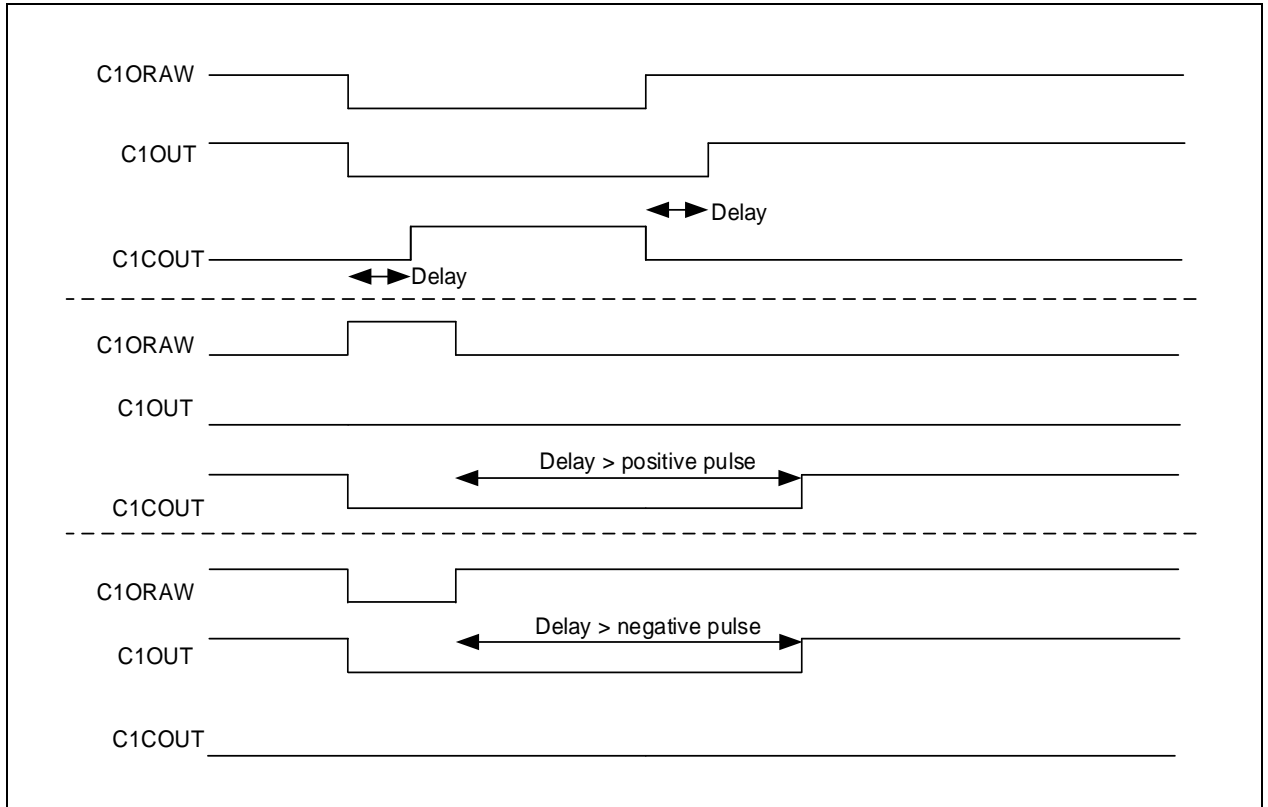 C1ORAW
C1OUT
Delay
C1COUT
Delay
C1ORAW
C1OUT
Delay > positive pulse
C1COUT
C1ORAW
Delay > negative pulse
C1OUT
C1COUT